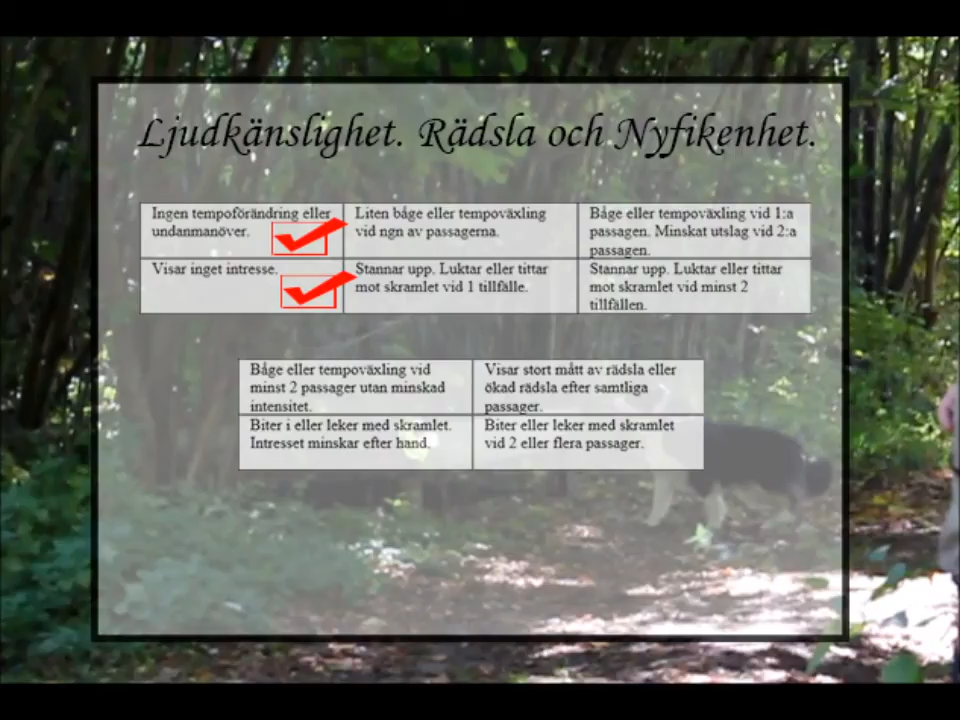 Ljudkänslighet. Rädsla och Nyfikenhet.
Ingen tempoförändring eller
undanmanöver.
Liten båge eller tempoväxling
vid ngn av passagerna.
Båge eller tempoväxling vid 1:a
passagen. Minskat utslag vid 2:a
passagen.
Visar inget intresse.
Stannar upp. Luktar eller tittar
mot skramlet vid 1 tillfälle.
Stannar upp. Luktar eller tittar
mot skramlet vid minst 2
tillfällen.
Båge eller tempoväxling vid
minst 2 passager utan minskad
intensitet.
Visar stort mått av rädsla eller
ökad rädsla efter samtliga
passager.
Biter i eller leker med skramlet.
Intresset minskar efter hand.
Biter eller leker med skramlet
vid 2 eller flera passager.